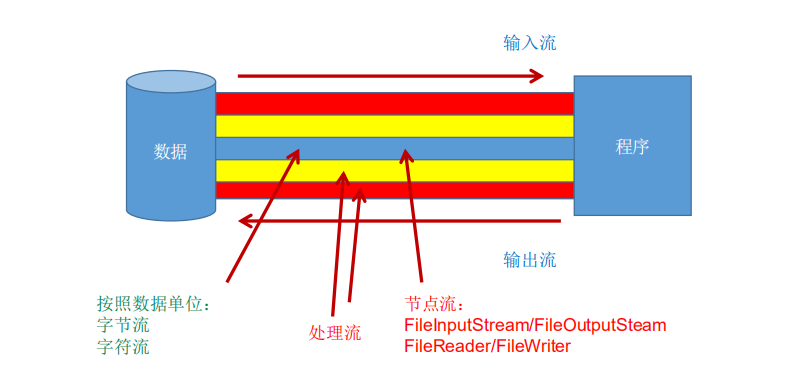 输入流
数据
程序
输出流
按照数据单位：
字节流
字符流
处理流
节点流：
FileInputStream/FileOutputSteam
FileReader/FileWriter